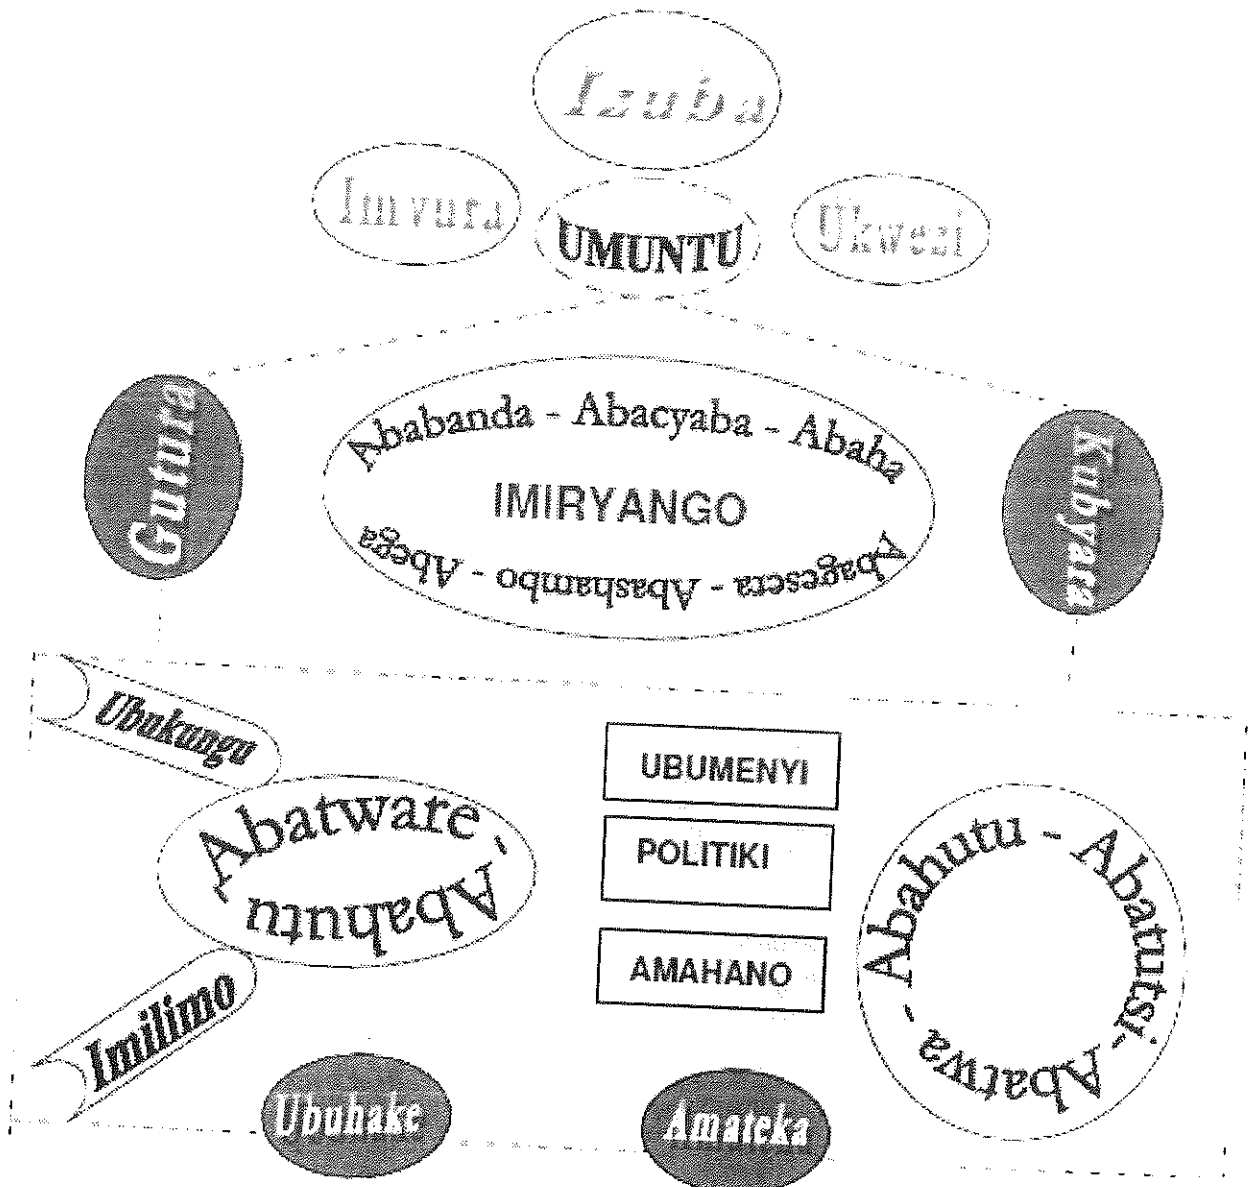 Izuba
Imvura
UMUNTU
Ukwezi
Gutura
Ababanda - Abacyaba - Abaha
IMIRYANGO
Abagesera - Abashambo - Abega
Kubyara
Ubukungu
Abatware -
Abahutu -
Imilimo
UBUMENYI
POLITIKI
AMAHANO
Abahutu - Abatutsi- Abatwa -
Ubuhake
Amateka